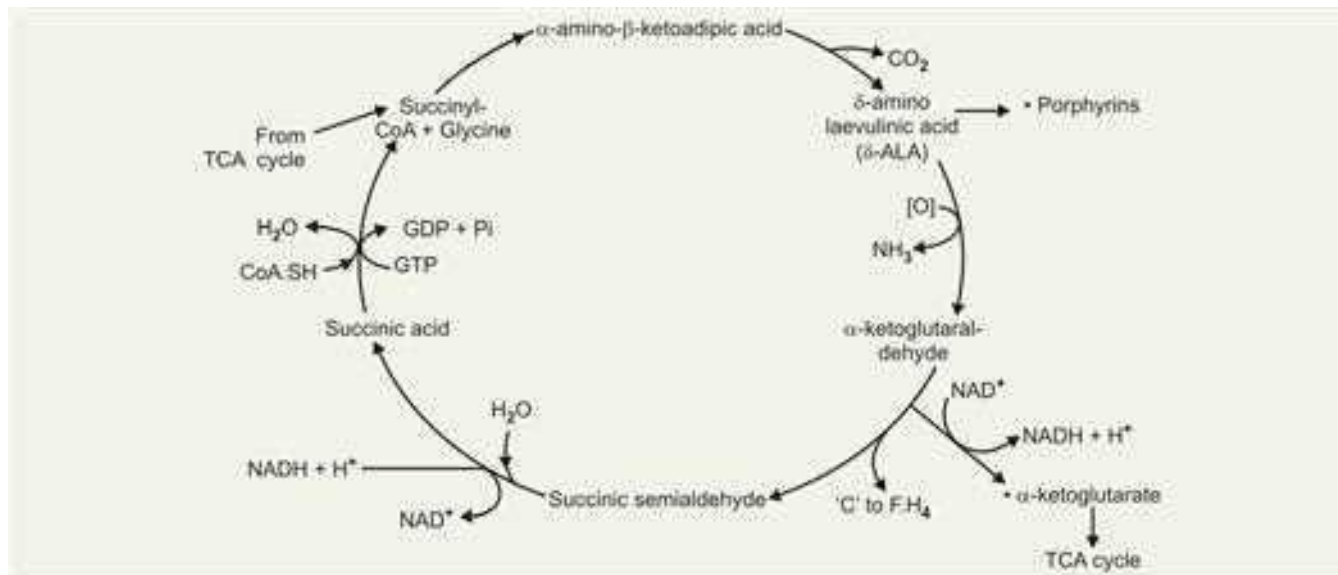 α-amino-β-ketoadipic acid
CO₂
Succinyl-
CoA + Glycine
From
TCA cycle
δ-amino
laevulinic acid
(δ-ALA)
• Porphyrins
[O]
NH₃
H₂O
GDP + Pi
CoA.SH
GTP
Succinic acid
α-ketoglutaral-
dehyde
NAD⁺
NADH + H⁺
H₂O
NADH + H⁺
NAD⁺
Succinic semialdehyde
'C' to F.H₄
• α-ketoglutarate
TCA cycle